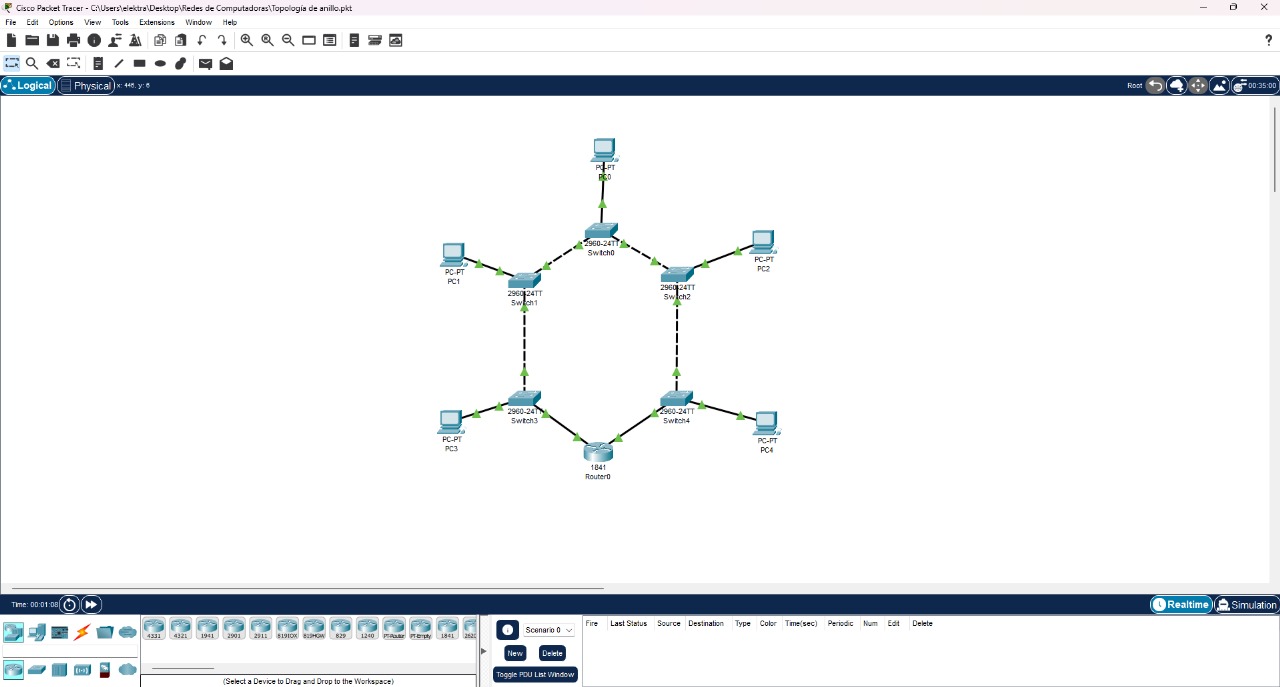 Cisco Packet Tracer - C:\Users\elektra\Desktop\Redes de Computadoras\Topología de anillo.pkt
File Edit Options View Tools Extensions Window Help
?
Logical Physical x: 446, y: 6 Root 00:35:00
PC-PT
PC0
2960-24TT
Switch0
PC-PT
PC1
2960-24TT
Switch1
PC-PT
PC2
2960-24TT
Switch2
PC-PT
PC3
2960-24TT
Switch3
2960-24TT
Switch4
PC-PT
PC4
1841
Router0
Time: 00:01:08 Realtime Simulation
4331 4321 1941 2901 2911 819IOX 819HGW 829 1240 PT-Router PT-Empty 1841
(Select a Device to Drag and Drop to the Workspace)
Scenario 0
New Delete
Toggle PDU List Window
Fire Last Status Source Destination Type Color Time(sec) Periodic Num Edit Delete